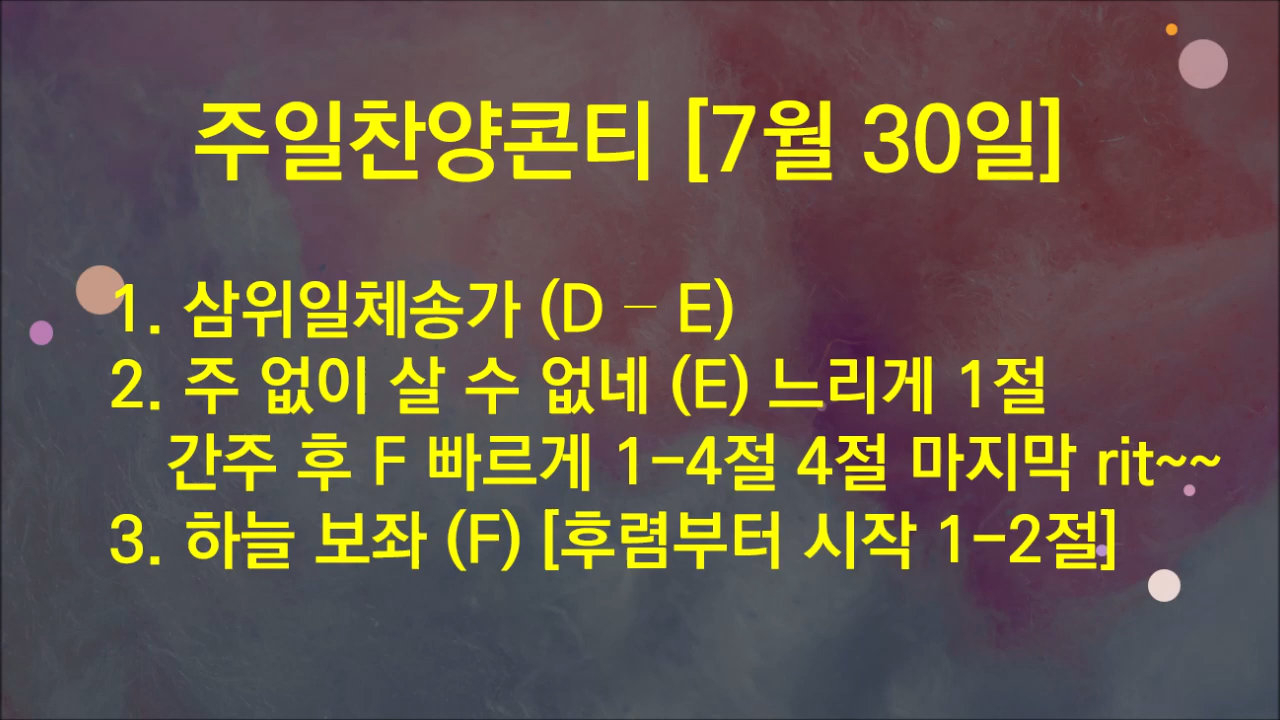 주일찬양콘티 [7월 30일]
1. 삼위일체송가 (D – E)
2. 주 없이 살 수 없네 (E) 느리게 1절
간주 후 F 빠르게 1-4절 4절 마지막 rit~~
3. 하늘 보좌 (F) [후렴부터 시작 1-2절]